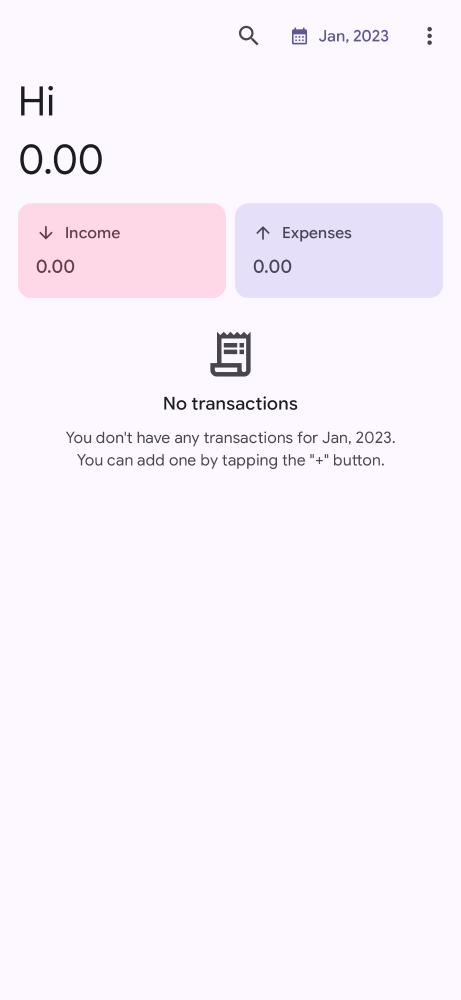 Jan, 2023
Hi
0.00
Income
0.00
Expenses
0.00
No transactions
You don't have any transactions for Jan, 2023.
You can add one by tapping the "+" button.